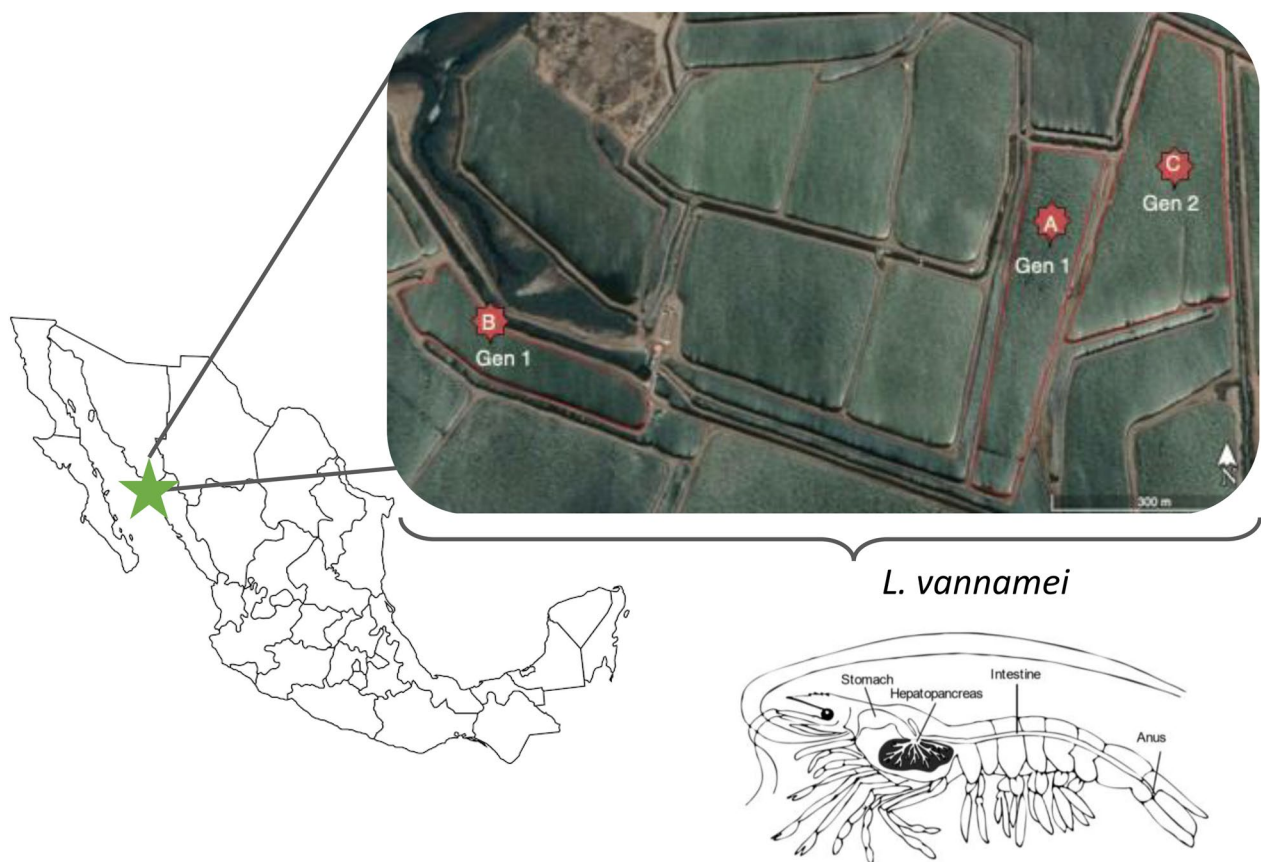 C
Gen 2
A
Gen 1
B
Gen 1
N
300 m
L. vannamei
Stomach
Hepatopancreas
Intestine
Anus